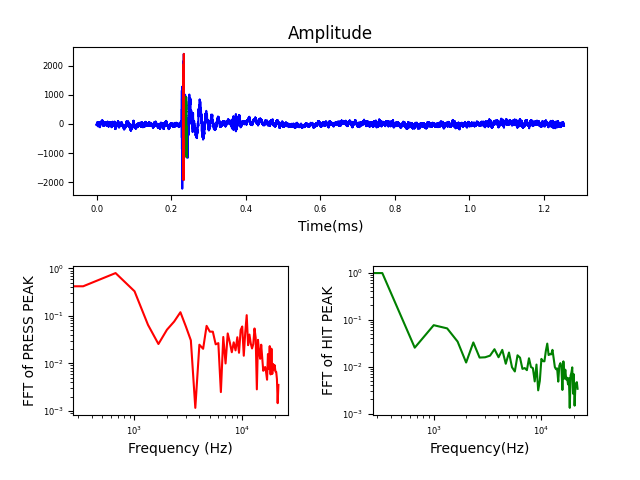 Amplitude
2000
1000
0
−1000
−2000
0.0 0.2 0.4 0.6 0.8 1.0 1.2
Time(ms)
FFT of PRESS PEAK
10⁰
10⁻¹
10⁻²
10⁻³
10³ 10⁴
Frequency (Hz)
FFT of HIT PEAK
10⁰
10⁻¹
10⁻²
10⁻³
10³ 10⁴
Frequency(Hz)